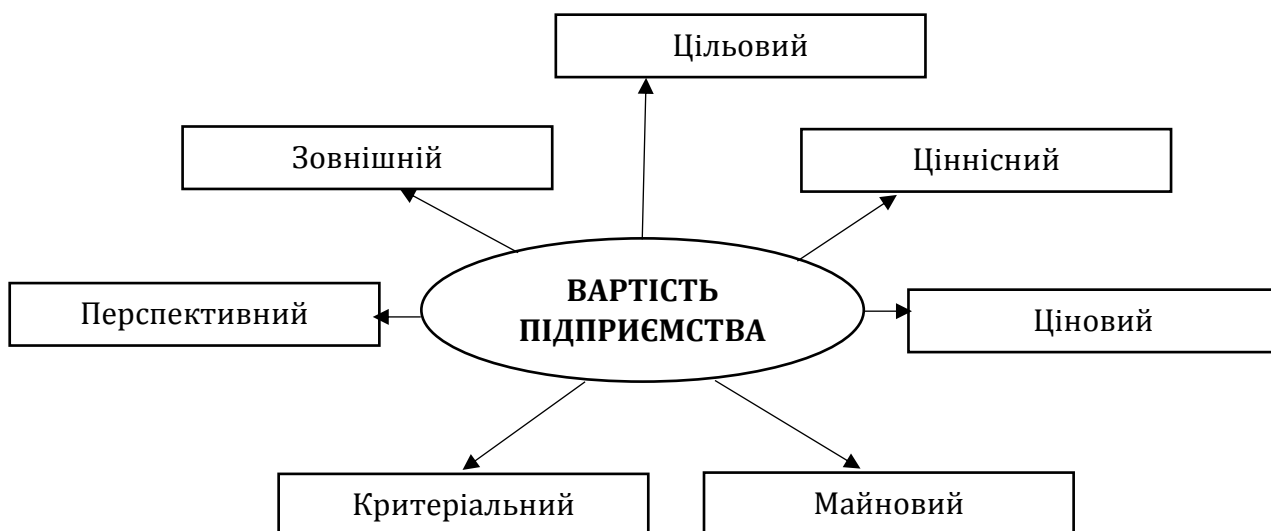 Цільовий
Зовнішній
Ціннісний
ВАРТІСТЬ
ПІДПРИЄМСТВА
Перспективний
Ціновий
Критеріальний
Майновий